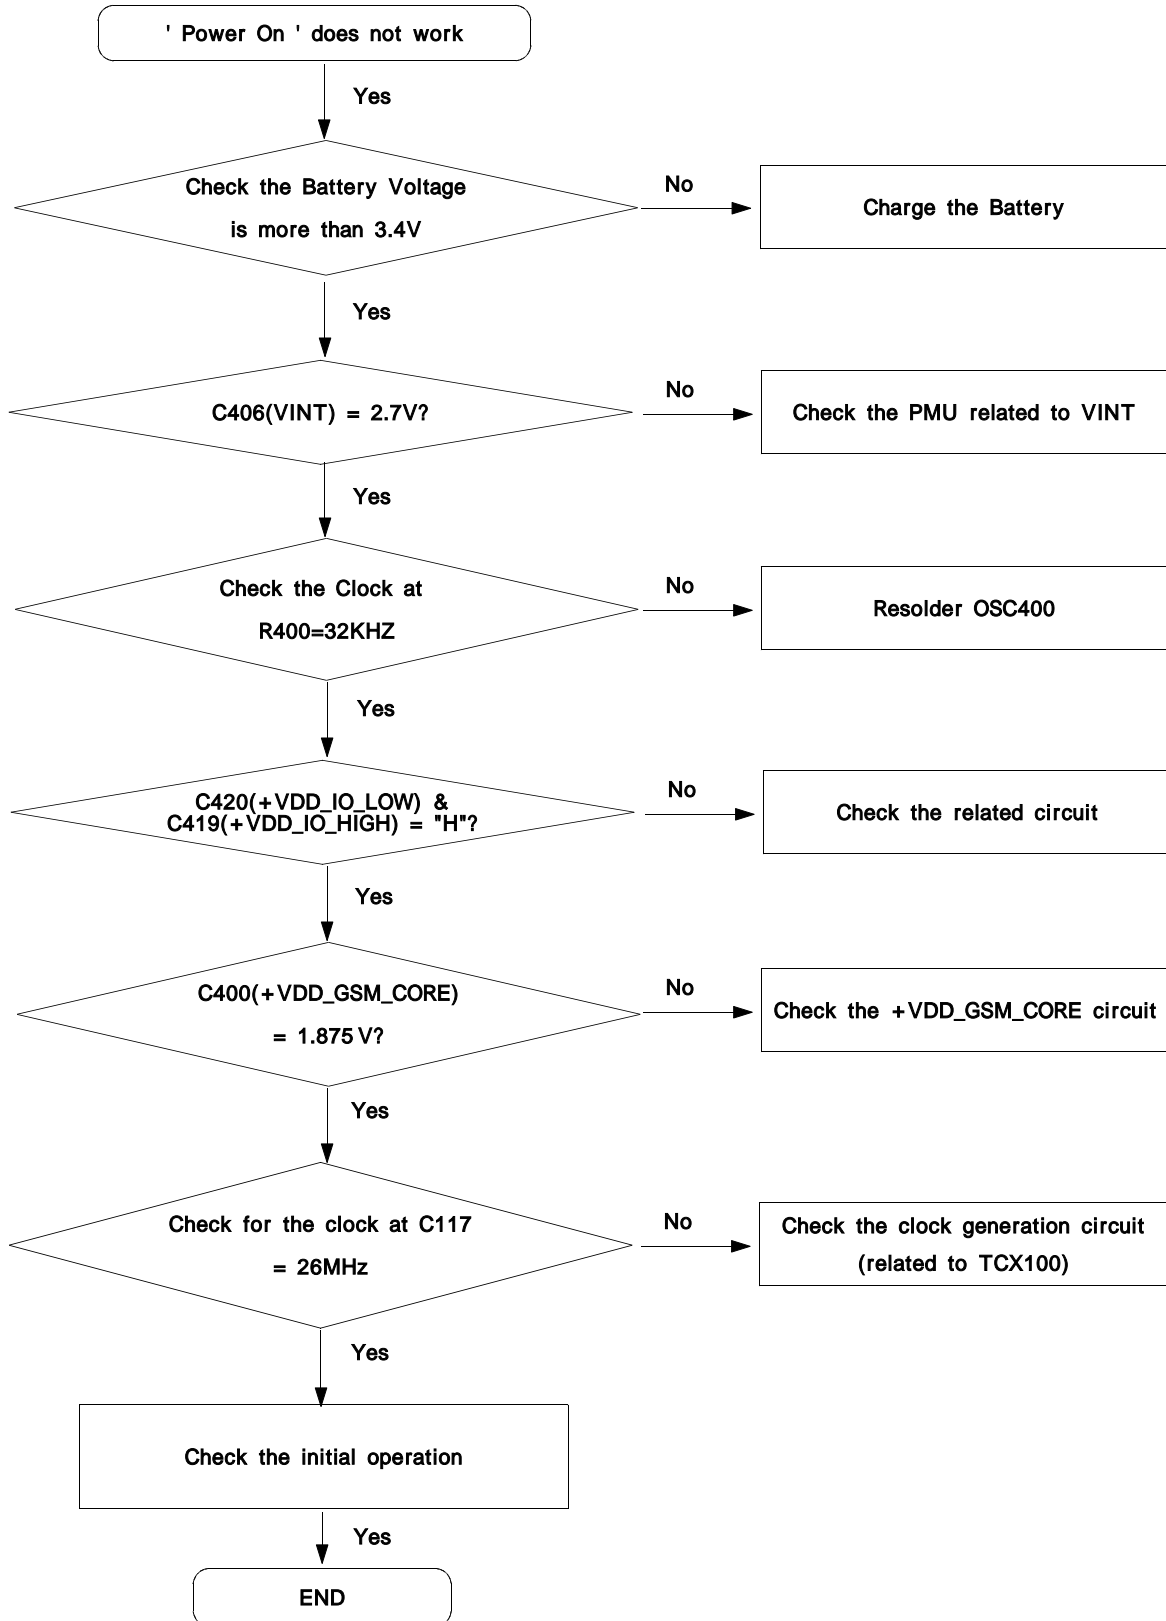 ' Power On ' does not work
Yes
Check the Battery Voltage
is more than 3.4V
No
Charge the Battery
Yes
C406(VINT) = 2.7V?
No
Check the PMU related to VINT
Yes
Check the Clock at
R400=32KHZ
No
Resolder OSC400
Yes
C420(+VDD_IO_LOW) &
C419(+VDD_IO_HIGH) = "H"?
No
Check the related circuit
Yes
C400(+VDD_GSM_CORE)
= 1.875 V?
No
Check the +VDD_GSM_CORE circuit
Yes
Check for the clock at C117
= 26MHz
No
Check the clock generation circuit
(related to TCX100)
Yes
Check the initial operation
Yes
END